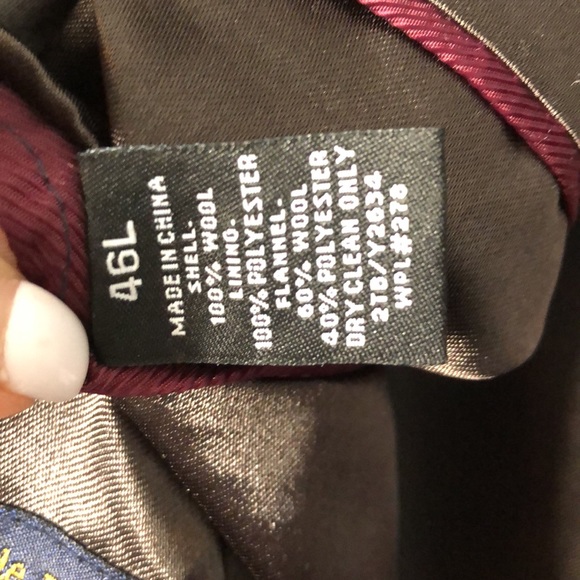 46L
MADE IN CHINA
SHELL-
100% WOOL
LINING-
100% POLYESTER
FLANNEL-
60% WOOL
40% POLYESTER
DRY CLEAN ONLY
2TB/Y2634
WPL#276